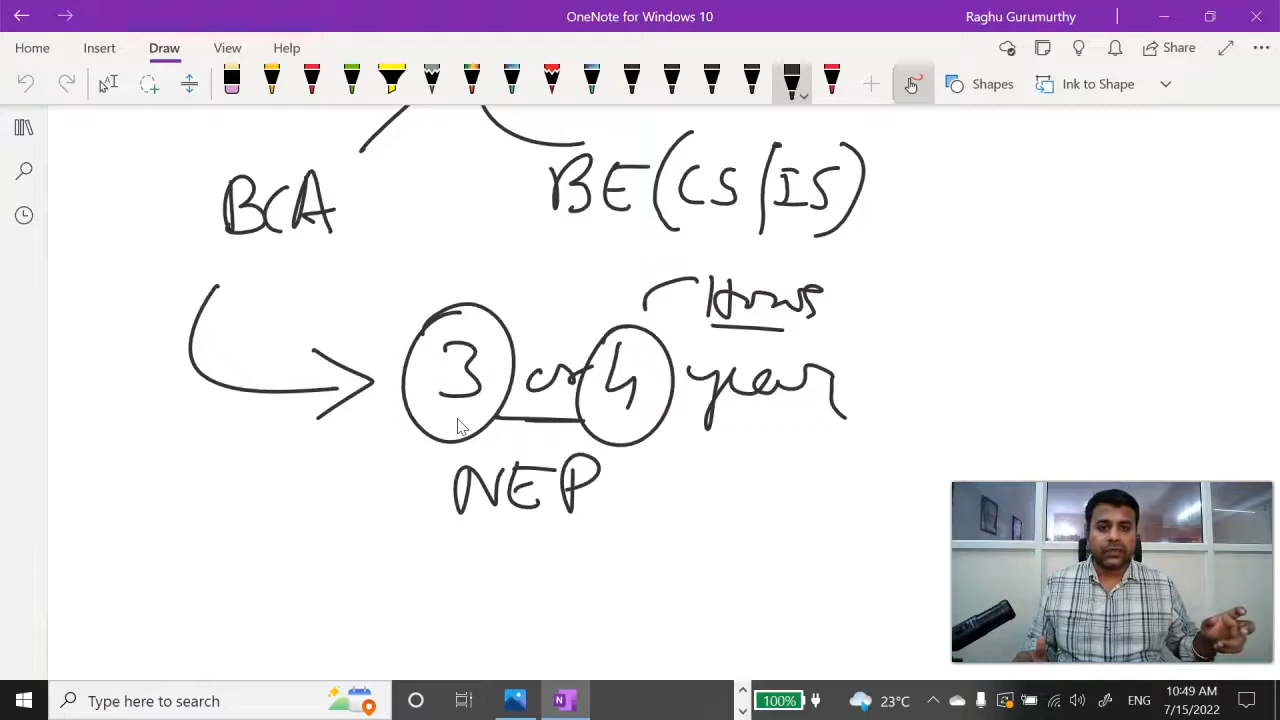 OneNote for Windows 10
Raghu Gurumurthy
Home Insert Draw View Help
Share
Shapes
Ink to Shape
BCA
BE(CS/IS)
3 or 4 year
NEP
Type here to search
N
100%
23°C
ENG
10:49 AM
7/15/2022